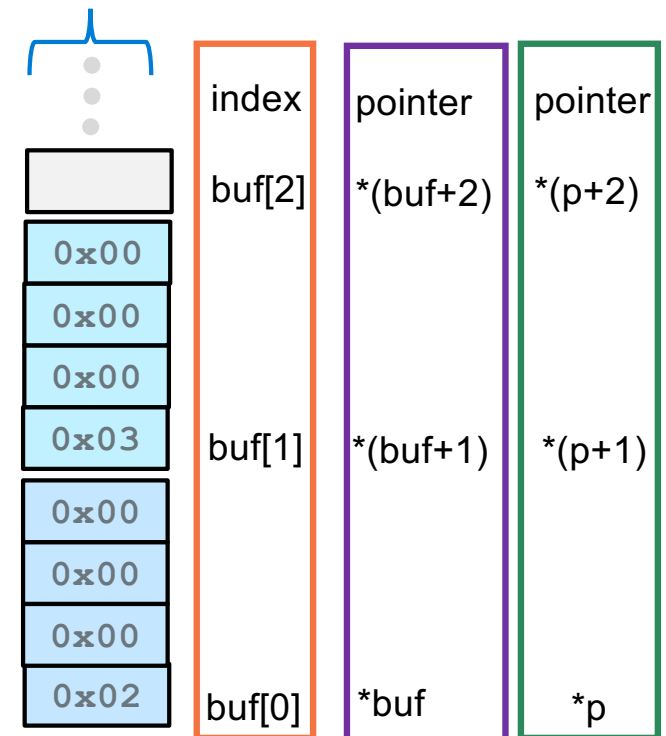 index pointer pointer
buf[2] *(buf+2) *(p+2)
0x00
0x00
0x00
0x03 buf[1] *(buf+1) *(p+1)
0x00
0x00
0x00
0x02 buf[0] *buf *p